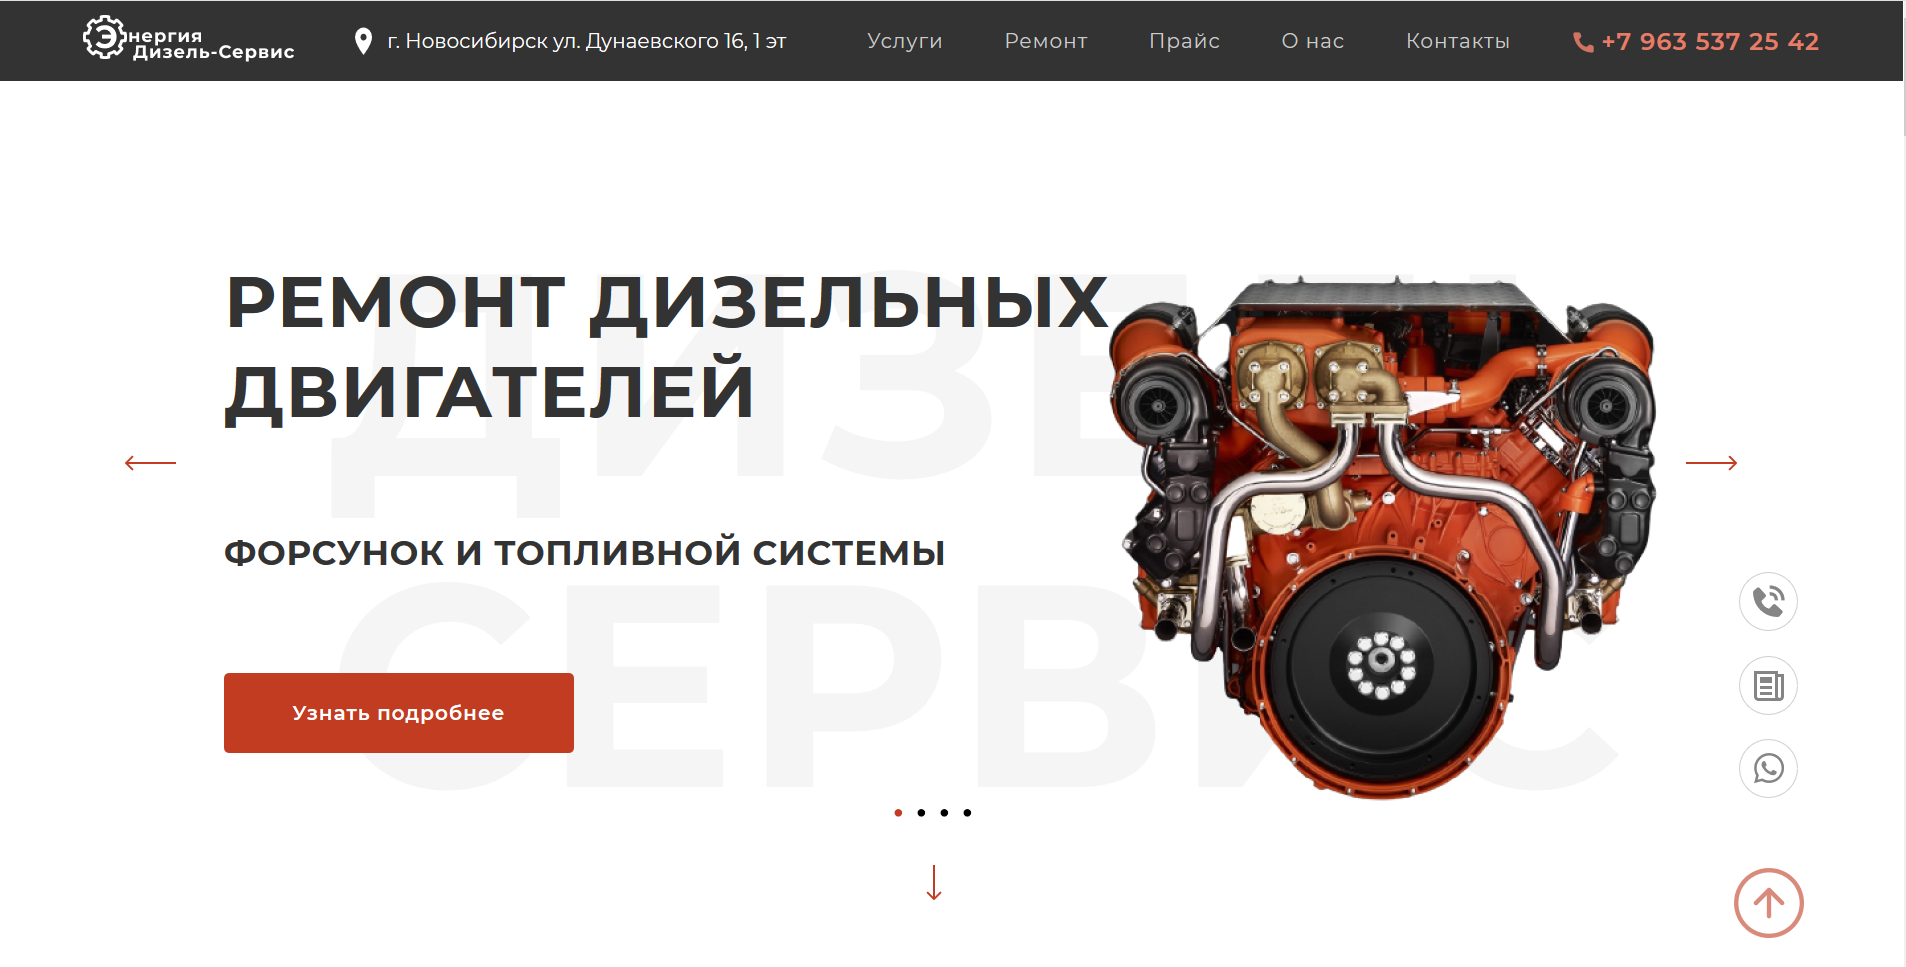 Энергия
Дизель-Сервис
г. Новосибирск ул. Дунаевского 16, 1 эт
Услуги
Ремонт
Прайс
О нас
Контакты
+7 963 537 25 42
РЕМОНТ ДИЗЕЛЬНЫХ
ДВИГАТЕЛЕЙ
ФОРСУНОК И ТОПЛИВНОЙ СИСТЕМЫ
Узнать подробнее
ДИЗЕЛЬ
СЕРВИС